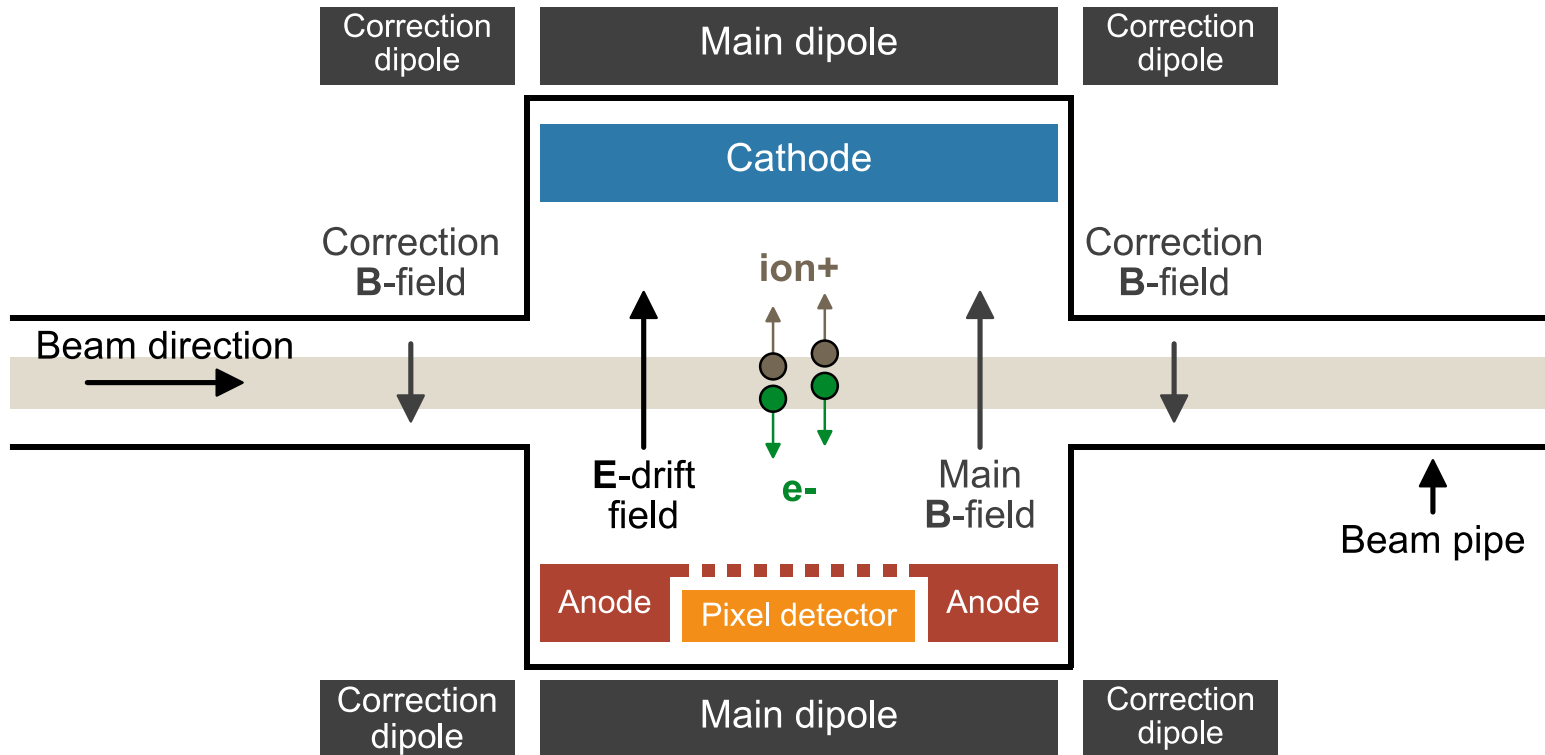 Correction
dipole
Main dipole
Correction
dipole
Cathode
Correction
B-field
ion+
Correction
B-field
Beam direction
E-drift
field
e-
Main
B-field
Beam pipe
Anode
Pixel detector
Anode
Correction
dipole
Main dipole
Correction
dipole